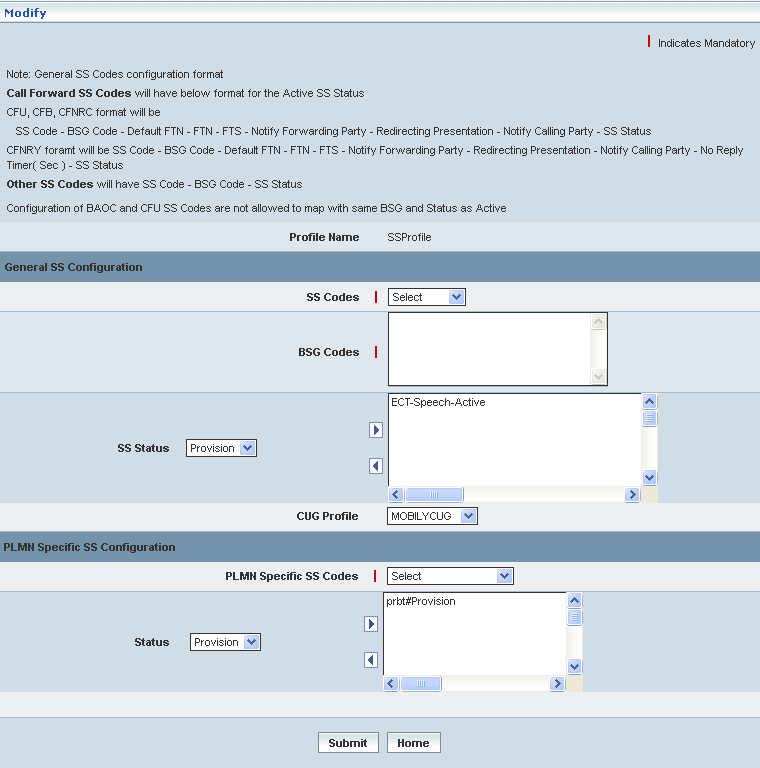 Modify
Indicates Mandatory
Note: General SS Codes configuration format
Call Forward SS Codes will have below format for the Active SS Status
CFU, CFB, CFNRC format will be
SS Code - BSG Code - Default FTN - FTN - FTS - Notify Forwarding Party - Redirecting Presentation - Notify Calling Party - SS Status
CFNRY foramt will be SS Code - BSG Code - Default FTN - FTN - FTS - Notify Forwarding Party - Redirecting Presentation - Notify Calling Party - No Reply
Timer( Sec ) - SS Status
Other SS Codes will have SS Code - BSG Code - SS Status
Configuration of BAOC and CFU SS Codes are not allowed to map with same BSG and Status as Active
Profile Name SSProfile
General SS Configuration
SS Codes Select
BSG Codes
ECT-Speech-Active
SS Status Provision
CUG Profile MOBILYCUG
PLMN Specific SS Configuration
PLMN Specific SS Codes Select
prbt#Provision
Status Provision
Submit Home